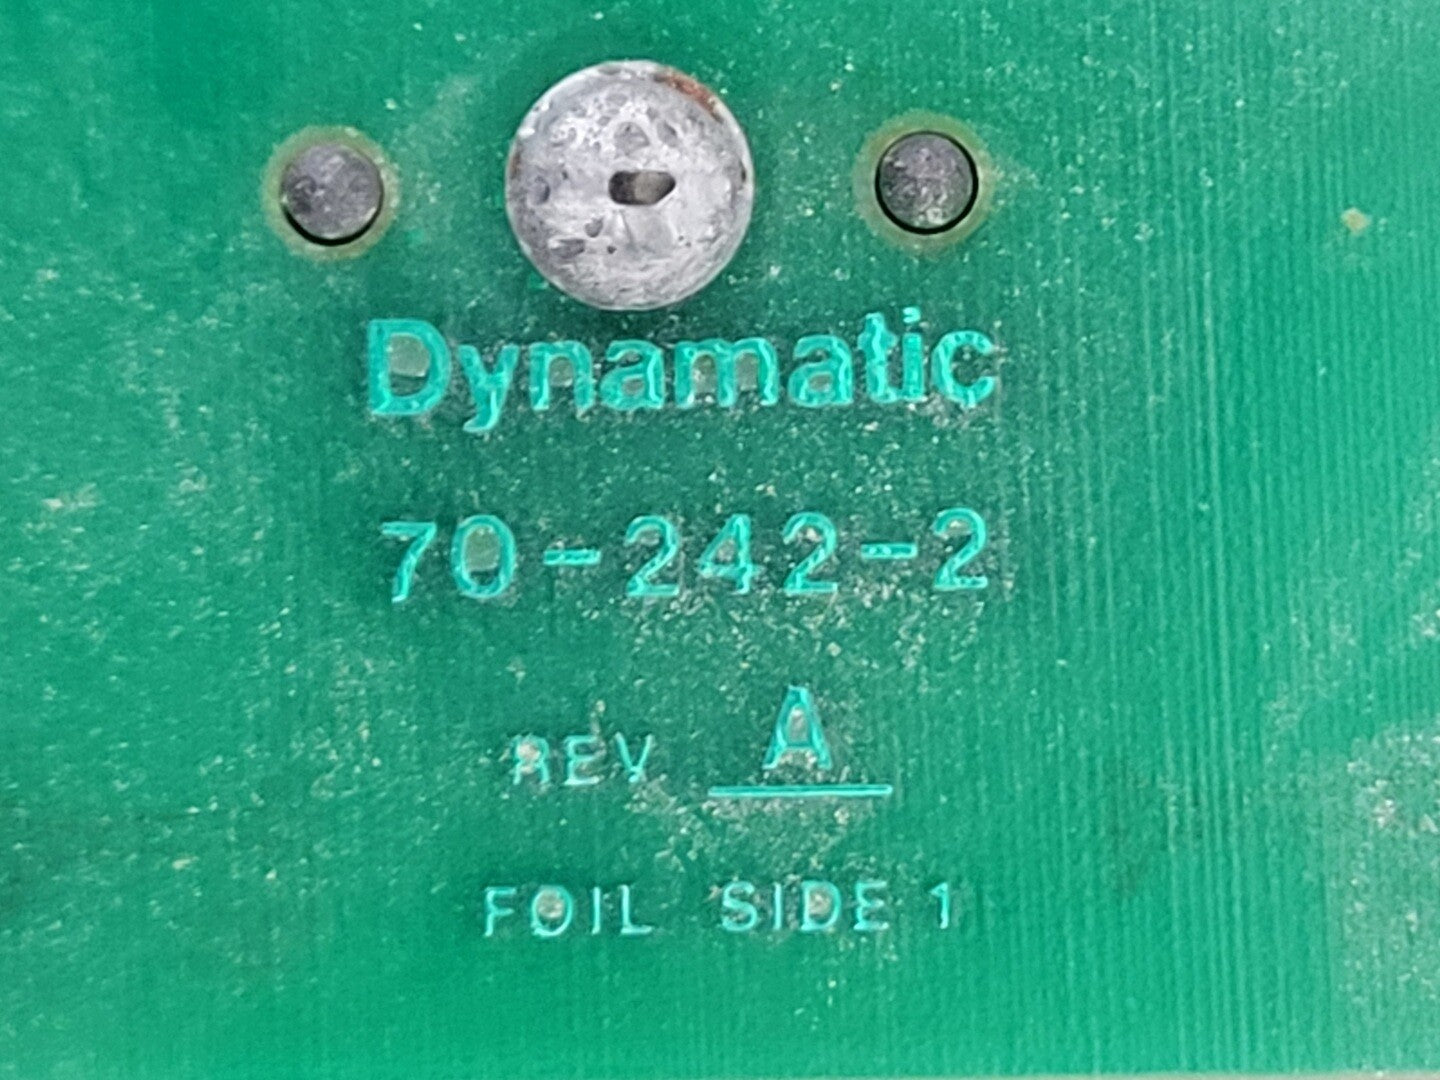 Dynamatic
70-242-2
REV A
FOIL SIDE 1